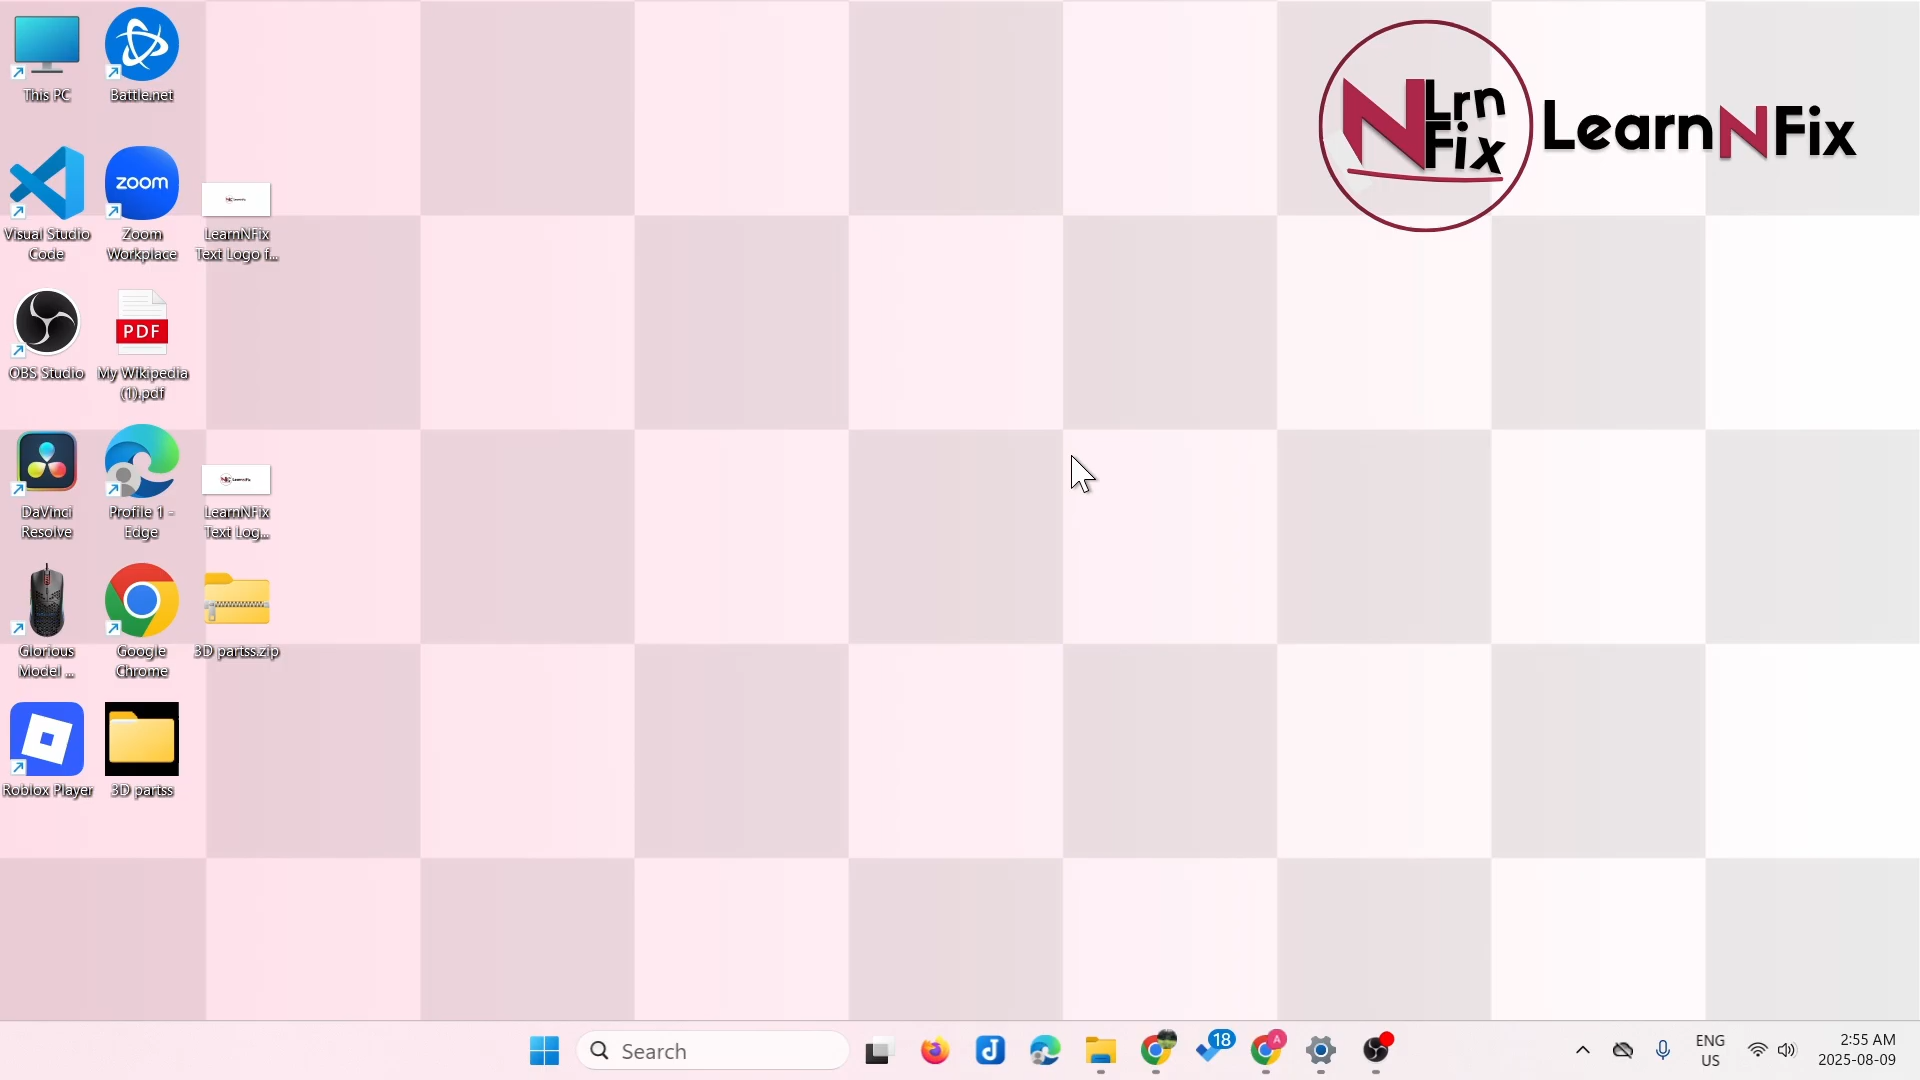 This PC
Battle.net
Visual Studio
Code
zoom
Zoom
Workplace
LearnNFix
Text Logo f...
OBS Studio
PDF
My Wikipedia
(1).pdf
DaVinci
Resolve
Profile 1 -
Edge
LearnNFix
Text Log...
Glorious
Model ...
Google
Chrome
3D partss.zip
Roblox Player
3D partss
N Lrn
Fix
LearnNFix
Search
18
A
ENG
US
2:55 AM
2025-08-09